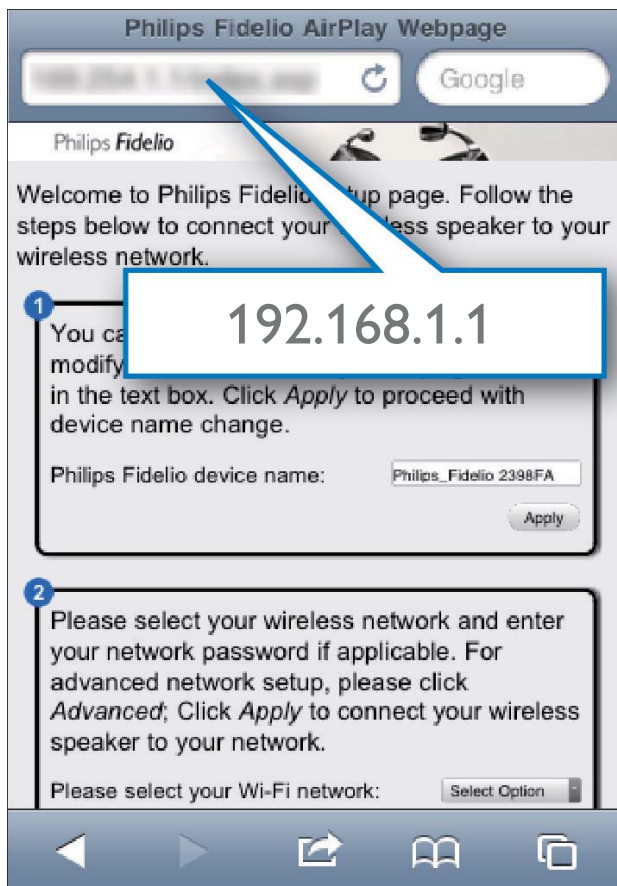 Philips Fidelio AirPlay Webpage
Google
Philips Fidelio
Welcome to Philips Fidelio setup page. Follow the
steps below to connect your wireless speaker to your
wireless network.
192.168.1.1
1
You ca
modify
in the text box. Click Apply to proceed with
device name change.
Philips Fidelio device name:
Philips_Fidelio 2398FA
Apply
2
Please select your wireless network and enter
your network password if applicable. For
advanced network setup, please click
Advanced; Click Apply to connect your wireless
speaker to your network.
Please select your Wi-Fi network:
Select Option